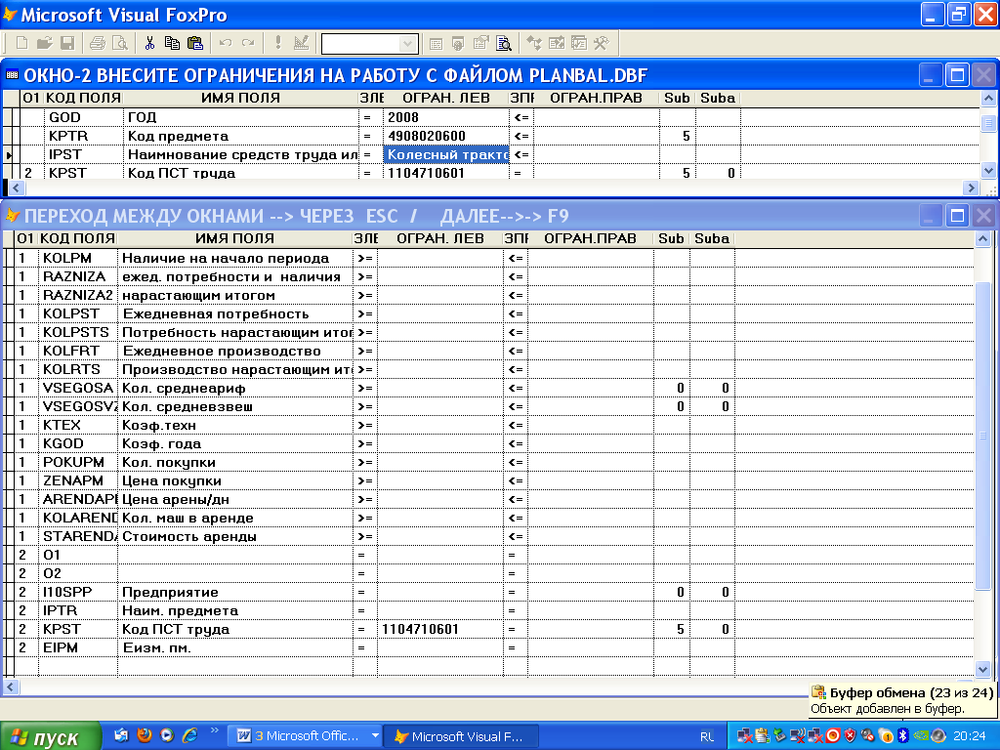 Microsoft Visual FoxPro
ОКНО-2 ВНЕСИТЕ ОГРАНИЧЕНИЯ НА РАБОТУ С ФАЙЛОМ PLANBAL.DBF
О1 КОД ПОЛЯ ИМЯ ПОЛЯ ЗЛЕ ОГРАН. ЛЕВ ЗПР ОГРАН.ПРАВ Sub Suba
GOD ГОД = 2008 <=
KPTR Код предмета = 4908020600 <= 5
IPST Наимнование средств труда ил = Колесный тракто <=
2 KPST Код ПСТ труда = 1104710601 = 5 0
ПЕРЕХОД МЕЖДУ ОКНАМИ --> ЧЕРЕЗ ESC / ДАЛЕЕ-->-> F9
О1 КОД ПОЛЯ ИМЯ ПОЛЯ ЗЛЕ ОГРАН. ЛЕВ ЗПР ОГРАН.ПРАВ Sub Suba
1 KOLPM Наличие на начало периода >= <=
1 RAZNIZA ежед. потребности и наличия >= <=
1 RAZNIZA2 нарастающим итогом >= <=
1 KOLPST Ежедневная потребность >= <=
1 KOLPSTS Потребность нарастающим итог >= <=
1 KOLFRT Ежедневное производство >= <=
1 KOLRTS Производство нарастающим ито >= <=
1 VSEGOSA Кол. среднеариф >= <= 0 0
1 VSEGOSVZ Кол. средневзвеш >= <= 0 0
1 KTEX Коэф.техн >= <=
1 KGOD Коэф. года >= <=
1 POKUPM Кол. покупки >= <=
1 ZENAPM Цена покупки >= <=
1 ARENDAPI Цена арены/дн >= <=
1 KOLAREND Кол. маш в аренде >= <=
1 STARENDA Стоимость аренды >= <=
2 O1 = =
2 O2 = =
2 I10SPP Предприятие = = 0 0
2 IPTR Наим. предмета = =
2 KPST Код ПСТ труда = 1104710601 = 5 0
2 EIPM Еизм. пм. = =
Буфер обмена (23 из 24)
Объект добавлен в буфер.
пуск
3 Microsoft Offic...
Microsoft Visual F...
RU
20:24